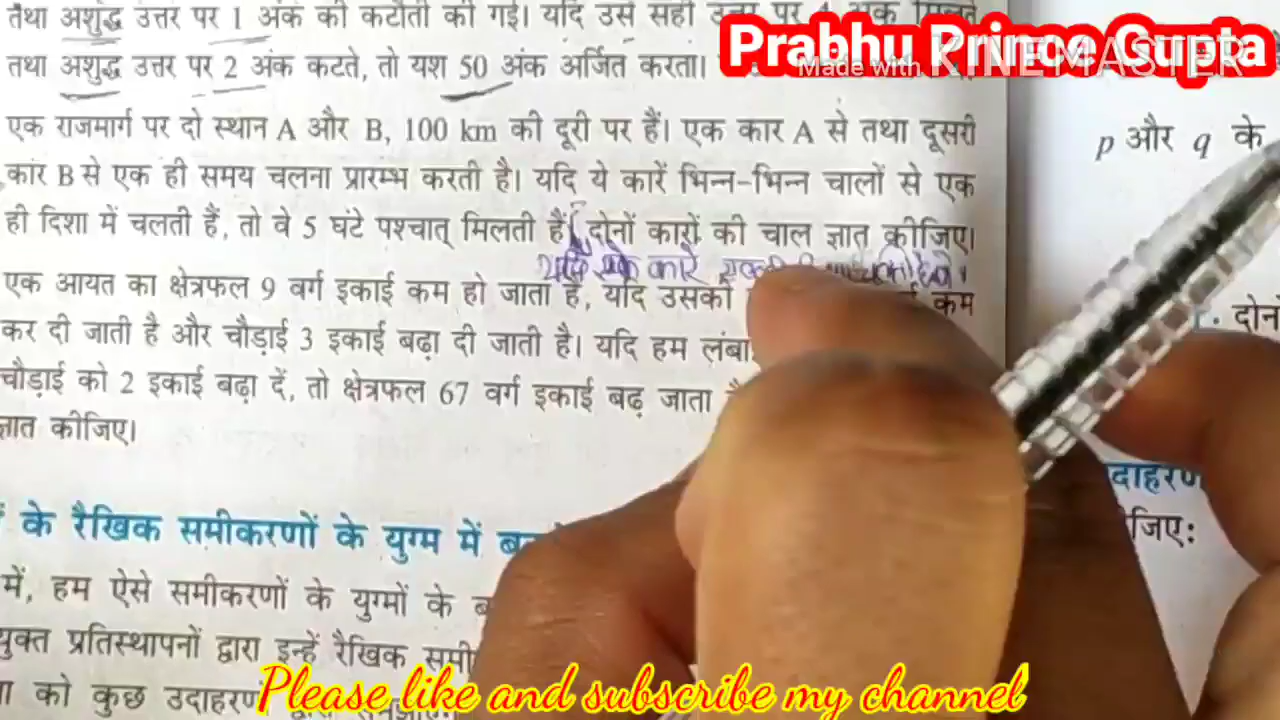 तथा अशुद्ध उत्तर पर 1 अंक की कटौती की गई। यदि उसे सही उत्तर पर 4 अंक मिलते
तथा अशुद्ध उत्तर पर 2 अंक कटते, तो यश 50 अंक अर्जित करता।
Prabhu Prince Gupta
Made with KINEMASTER
एक राजमार्ग पर दो स्थान A और B, 100 km की दूरी पर हैं। एक कार A से तथा दूसरी
कार B से एक ही समय चलना प्रारम्भ करती है। यदि ये कारें भिन्न-भिन्न चालों से एक
ही दिशा में चलती हैं, तो वे 5 घंटे पश्चात् मिलती हैं। दोनों कारों की चाल ज्ञात कीजिए।
यदि कारें
एक आयत का क्षेत्रफल 9 वर्ग इकाई कम हो जाता है, यदि उसकी कम
कर दी जाती है और चौड़ाई 3 इकाई बढ़ा दी जाती है। यदि हम
चौड़ाई को 2 इकाई बढ़ा दें, तो क्षेत्रफल 67 वर्ग इकाई बढ़ जाता
ज्ञात कीजिए।
के रैखिक समीकरणों के युग्म में
में, हम ऐसे समीकरणों के युग्मों के
प्रतिस्थापनों द्वारा इन्हें रैखिक
को कुछ
Please like and subscribe my channel
p और q के